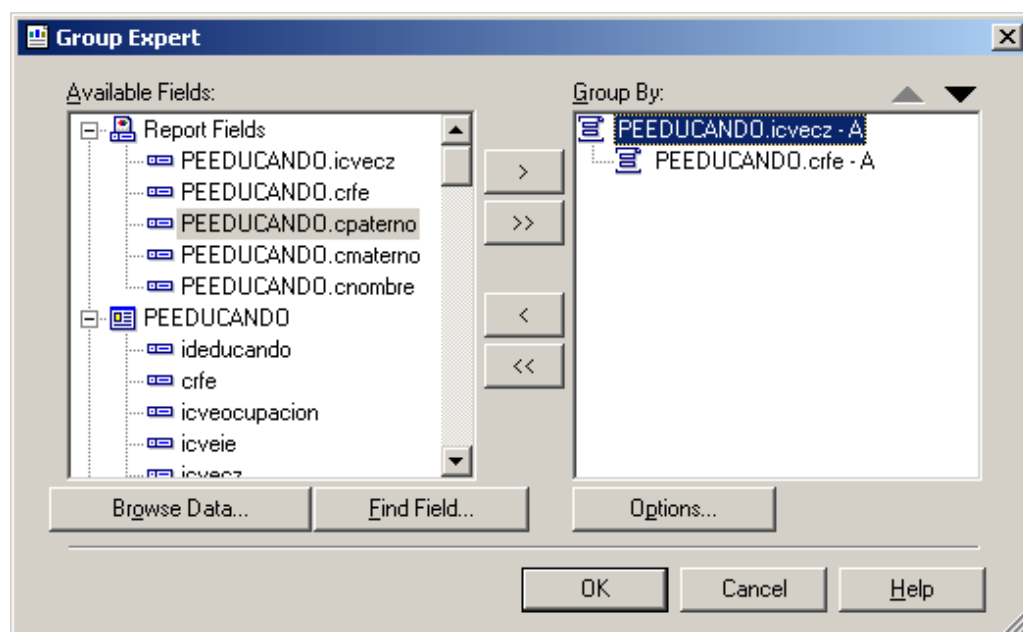 Group Expert
Available Fields:
Report Fields
PEEDUCANDO.icvecz
PEEDUCANDO.crfe
PEEDUCANDO.cpaterno
PEEDUCANDO.cmaterno
PEEDUCANDO.cnombre
PEEDUCANDO
ideducando
crfe
icveocupacion
icveie
icvecz
>
>>
<
<<
Group By:
PEEDUCANDO.icvecz - A
PEEDUCANDO.crfe - A
Browse Data...
Find Field...
Options...
OK
Cancel
Help